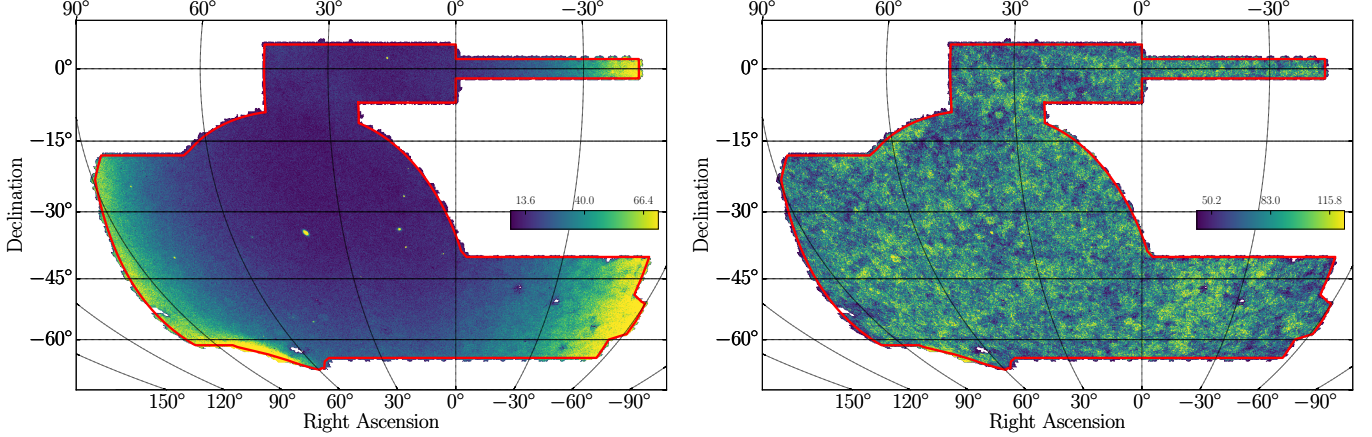 90° 60° 30° 0° −30° 90° 60° 30° 0° −30°
0° 0°
−15° −15°
−30° −30°
13.6 40.0 66.4 50.2 83.0 115.8
−45° −45°
−60° −60°
Declination Declination
150° 120° 90° 60° 30° 0° −30° −60° −90° 150° 120° 90° 60° 30° 0° −30° −60° −90°
Right Ascension Right Ascension